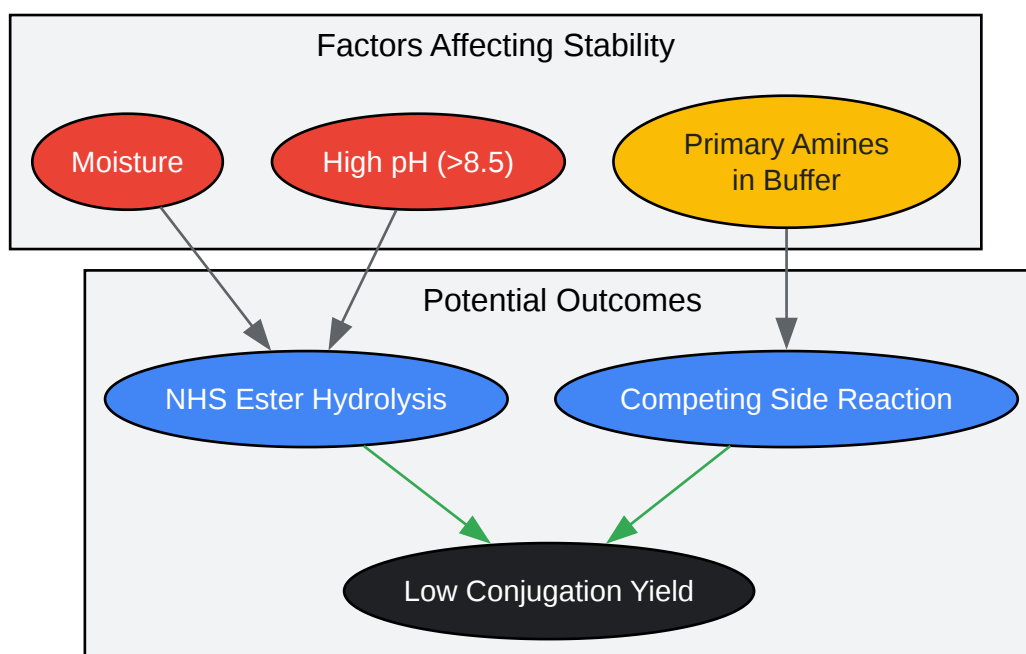 Factors Affecting Stability
Moisture
High pH (>8.5)
Primary Amines
in Buffer
Potential Outcomes
NHS Ester Hydrolysis
Competing Side Reaction
Low Conjugation Yield